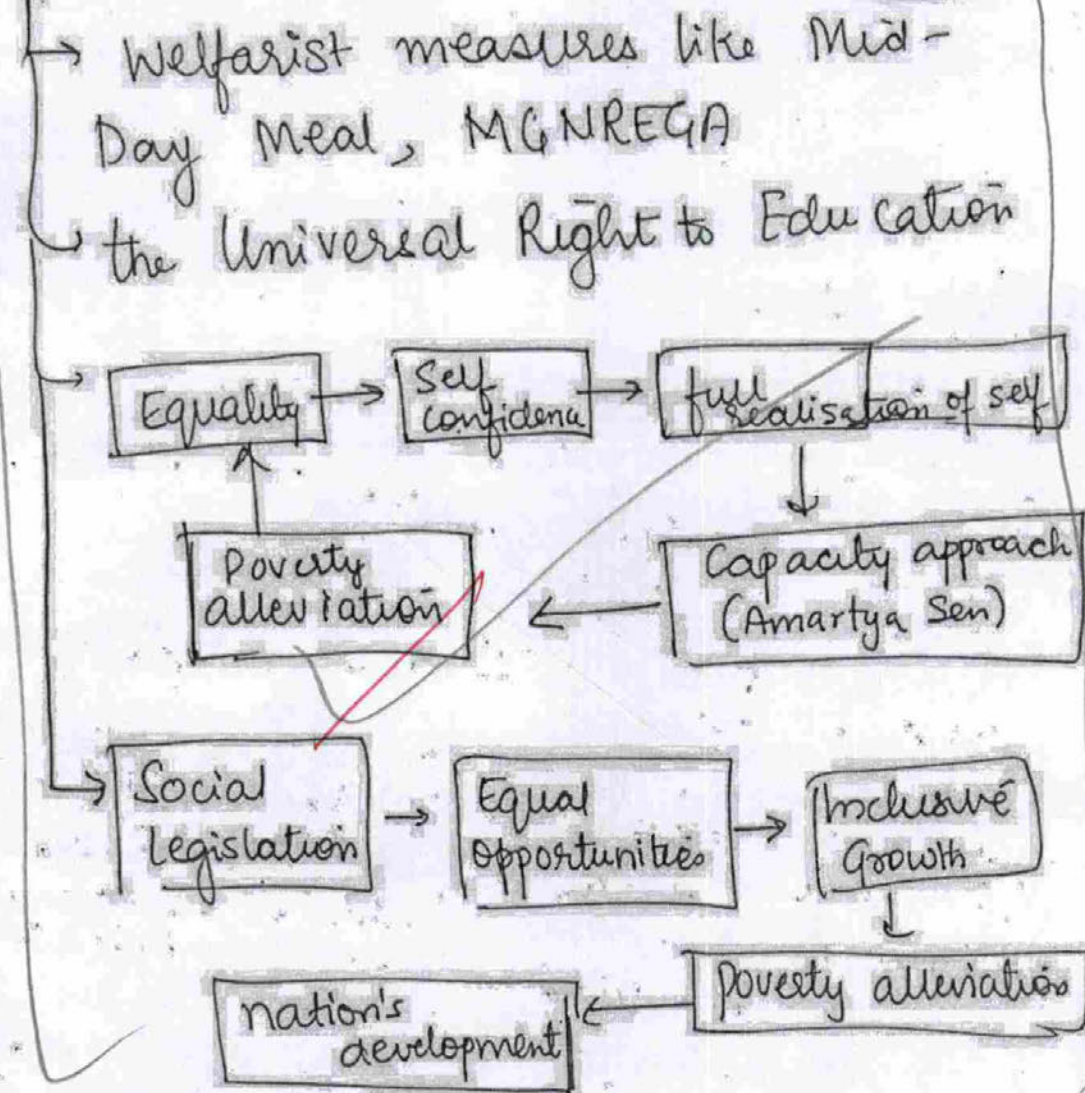 → Welfarist measures like Mid-
Day Meal, MGNREGA
→ the Universal Right to Education
→ Equality → Self confidence → full realisation of self
↓
Capacity approach
(Amartya Sen)
←
Poverty
alleviation
↑
→ Social
Legislation → Equal
opportunities → Inclusive
Growth
↓
Poverty alleviation
←
nation's
development